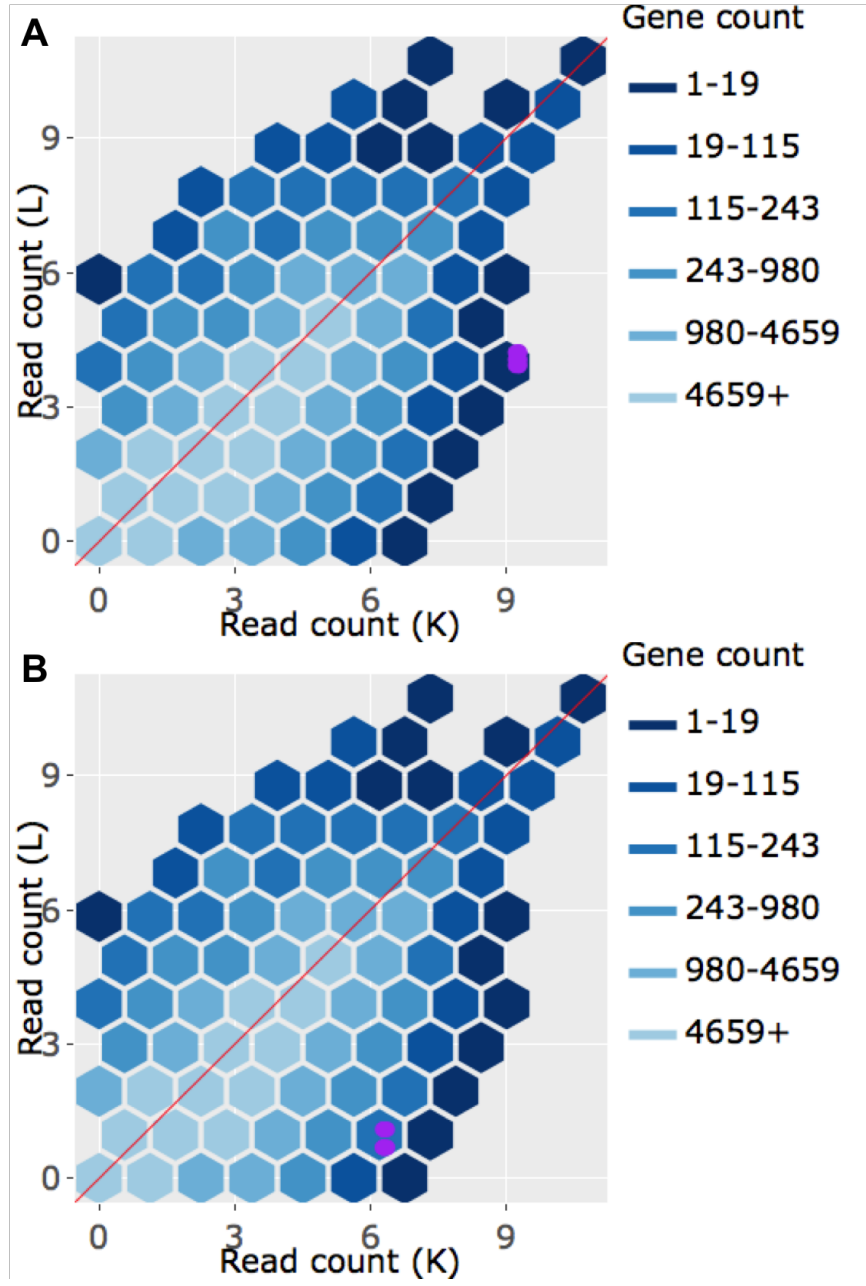 A
Gene count
1-19
19-115
115-243
243-980
980-4659
4659+
Read count (L)
9
6
3
0
0 3 6 9
Read count (K)
B
Gene count
1-19
19-115
115-243
243-980
980-4659
4659+
Read count (L)
9
6
3
0
0 3 6 9
Read count (K)